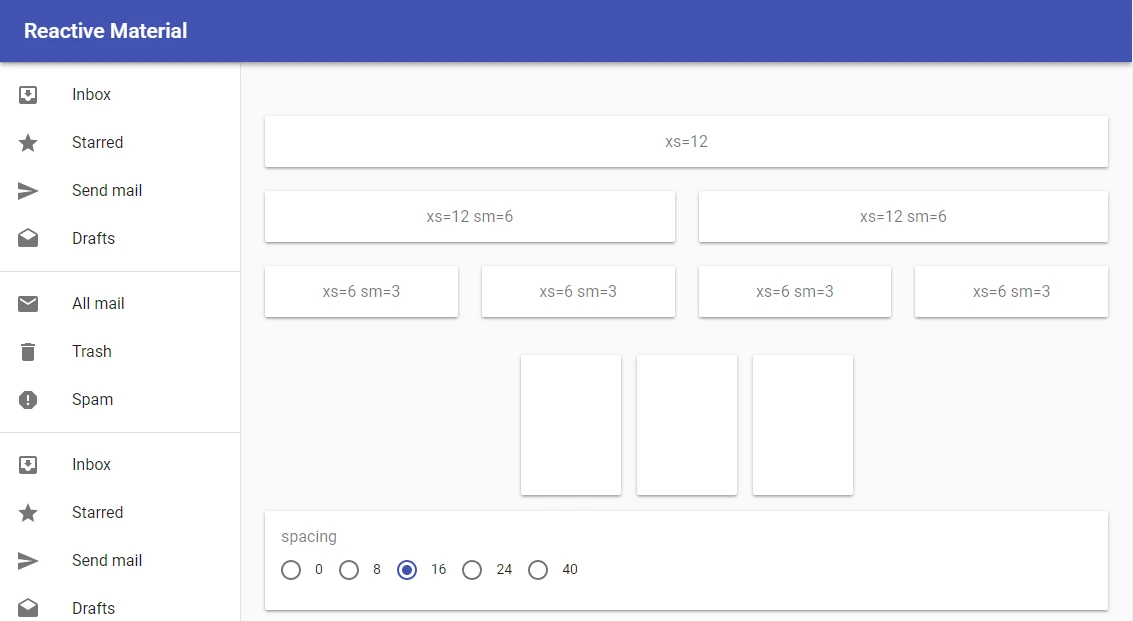 Reactive Material
Inbox
Starred
Send mail
Drafts
All mail
Trash
Spam
Inbox
Starred
Send mail
Drafts
xs=12
xs=12 sm=6 xs=12 sm=6
xs=6 sm=3 xs=6 sm=3 xs=6 sm=3 xs=6 sm=3
spacing
0 8 16 24 40